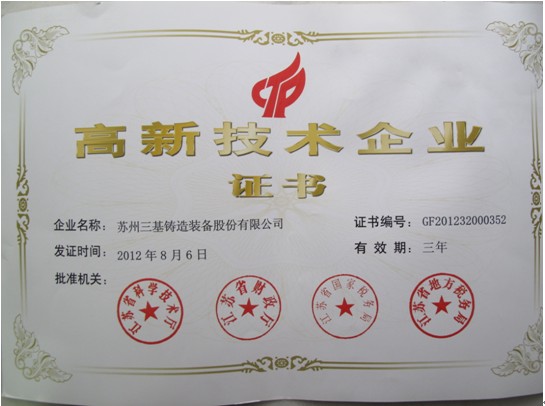 CTP
高新技术企业
证书
企业名称: 苏州三基铸造装备股份有限公司
证书编号: GF201232000352
发证时间: 2012年8月6日
有效期: 三年
批准机关:
江苏省科学技术厅
江苏省财政厅
江苏省国家税务局
江苏省地方税务局